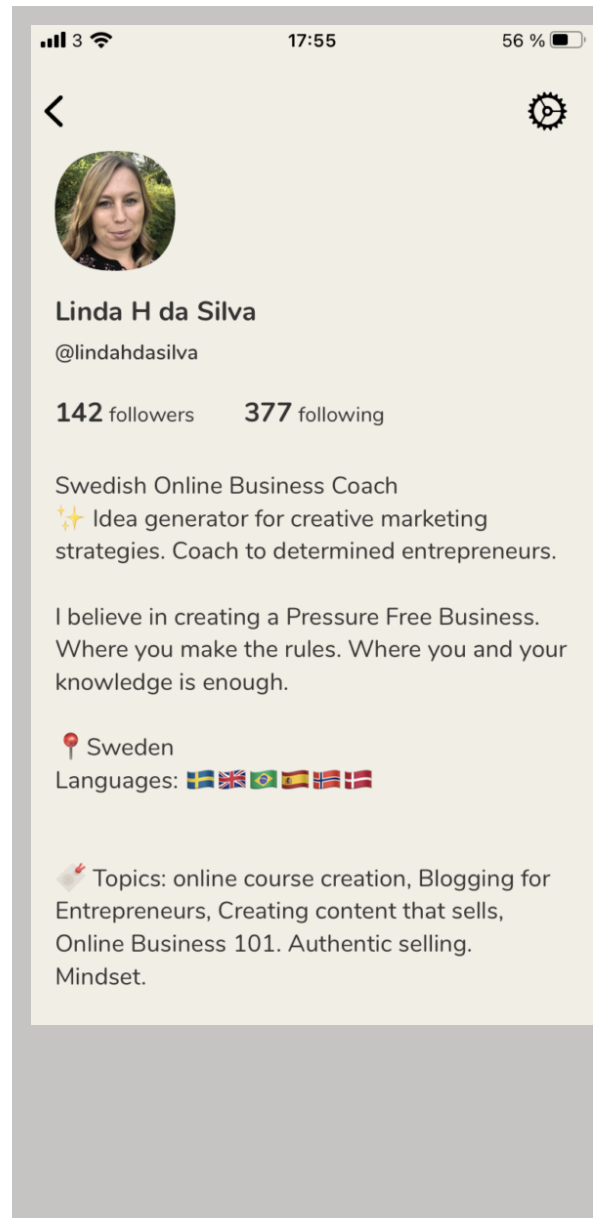 3 17:55 56 %
Linda H da Silva
@lindahdasilva
142 followers 377 following
Swedish Online Business Coach
✨ Idea generator for creative marketing
strategies. Coach to determined entrepreneurs.
I believe in creating a Pressure Free Business.
Where you make the rules. Where you and your
knowledge is enough.
📍 Sweden
Languages: 🇸🇪🇬🇧🇧🇷🇪🇸🇳🇴🇩🇰
Topics: online course creation, Blogging for
Entrepreneurs, Creating content that sells,
Online Business 101. Authentic selling.
Mindset.